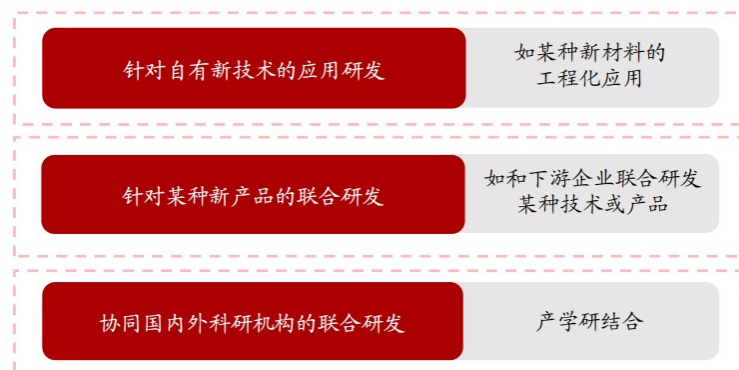 针对自有新技术的应用研发
如某种新材料的
工程化应用
针对某种新产品的联合研发
如和下游企业联合研发
某种技术或产品
协同国内外科研机构的联合研发
产学研结合